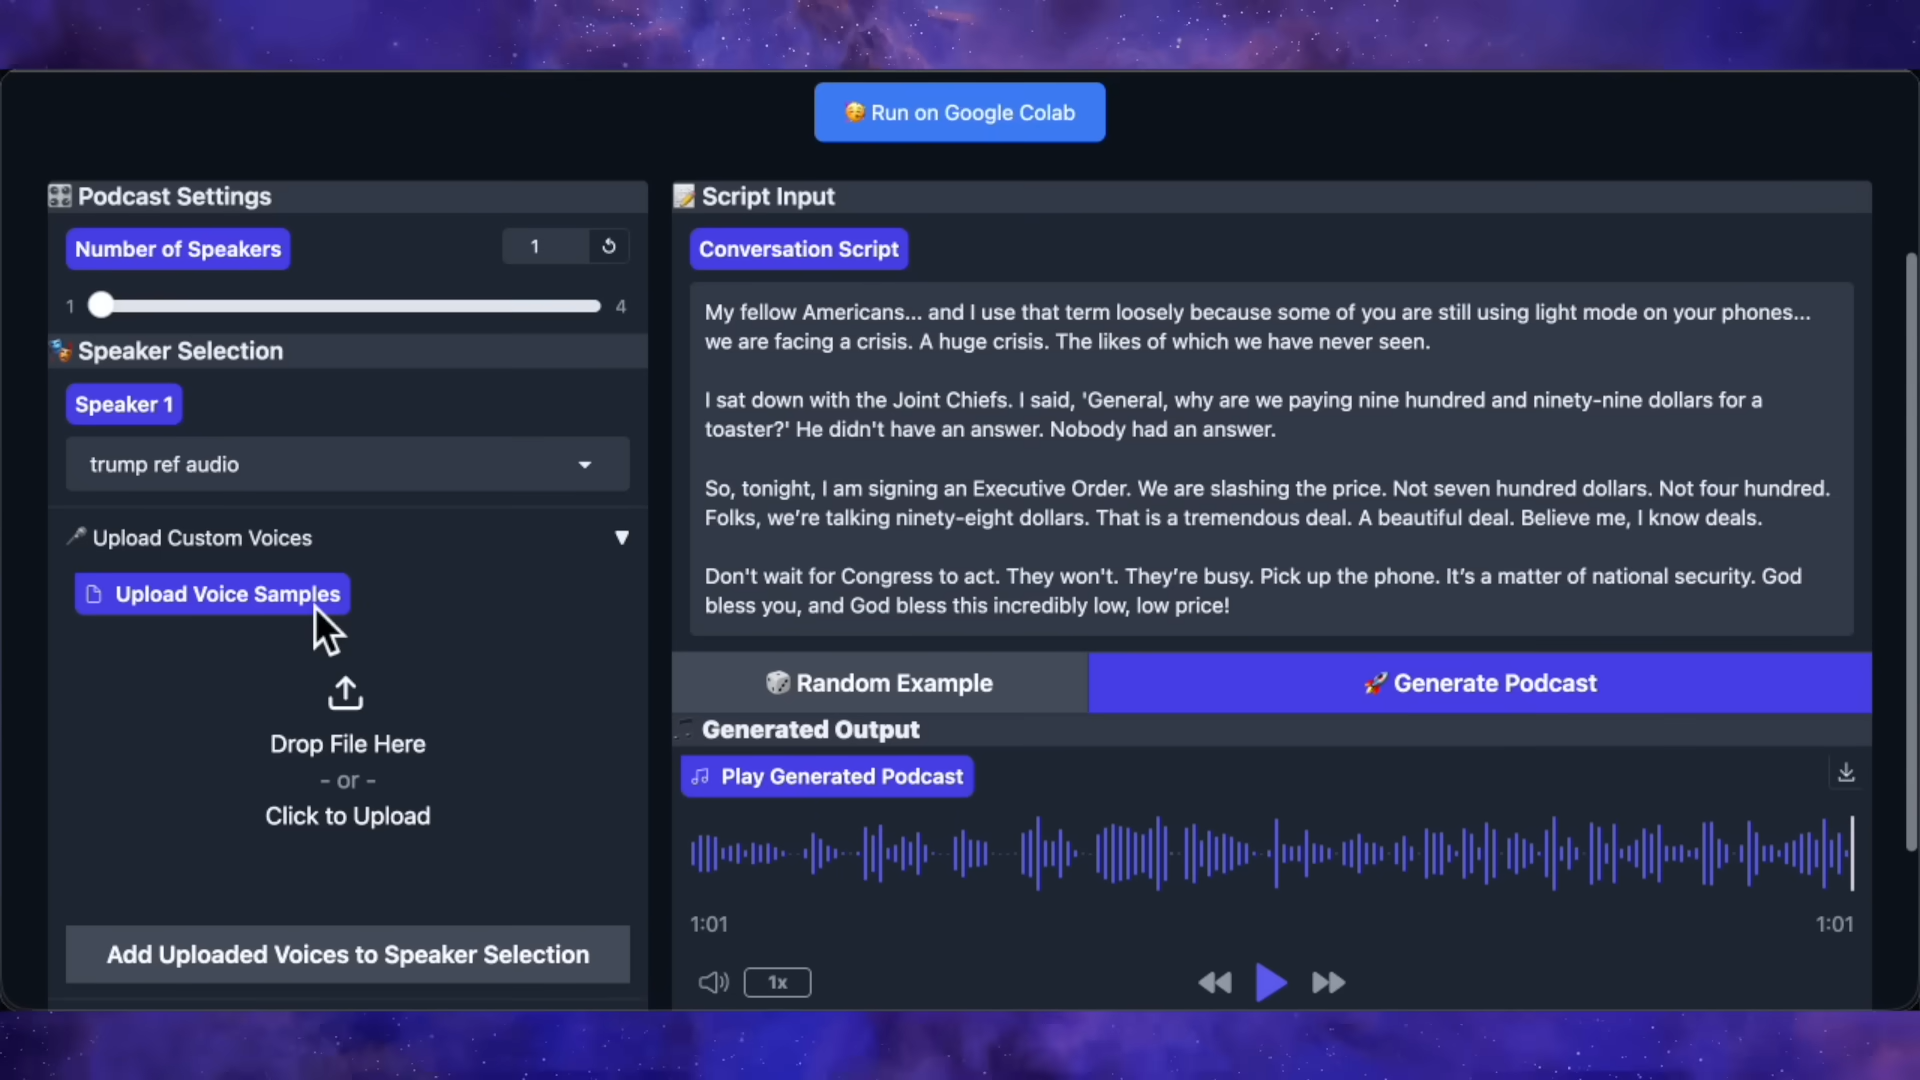 🥳 Run on Google Colab
🎛️ Podcast Settings
Number of Speakers
1
1
4
🎭 Speaker Selection
Speaker 1
trump ref audio
🎤 Upload Custom Voices
▼
Upload Voice Samples
Drop File Here
- or -
Click to Upload
Add Uploaded Voices to Speaker Selection
📝 Script Input
Conversation Script
My fellow Americans... and I use that term loosely because some of you are still using light mode on your phones...
we are facing a crisis. A huge crisis. The likes of which we have never seen.
I sat down with the Joint Chiefs. I said, 'General, why are we paying nine hundred and ninety-nine dollars for a
toaster?' He didn't have an answer. Nobody had an answer.
So, tonight, I am signing an Executive Order. We are slashing the price. Not seven hundred dollars. Not four hundred.
Folks, we’re talking ninety-eight dollars. That is a tremendous deal. A beautiful deal. Believe me, I know deals.
Don't wait for Congress to act. They won't. They’re busy. Pick up the phone. It’s a matter of national security. God
bless you, and God bless this incredibly low, low price!
🎲 Random Example
🚀 Generate Podcast
🎵 Generated Output
Play Generated Podcast
1:01
1:01
1x